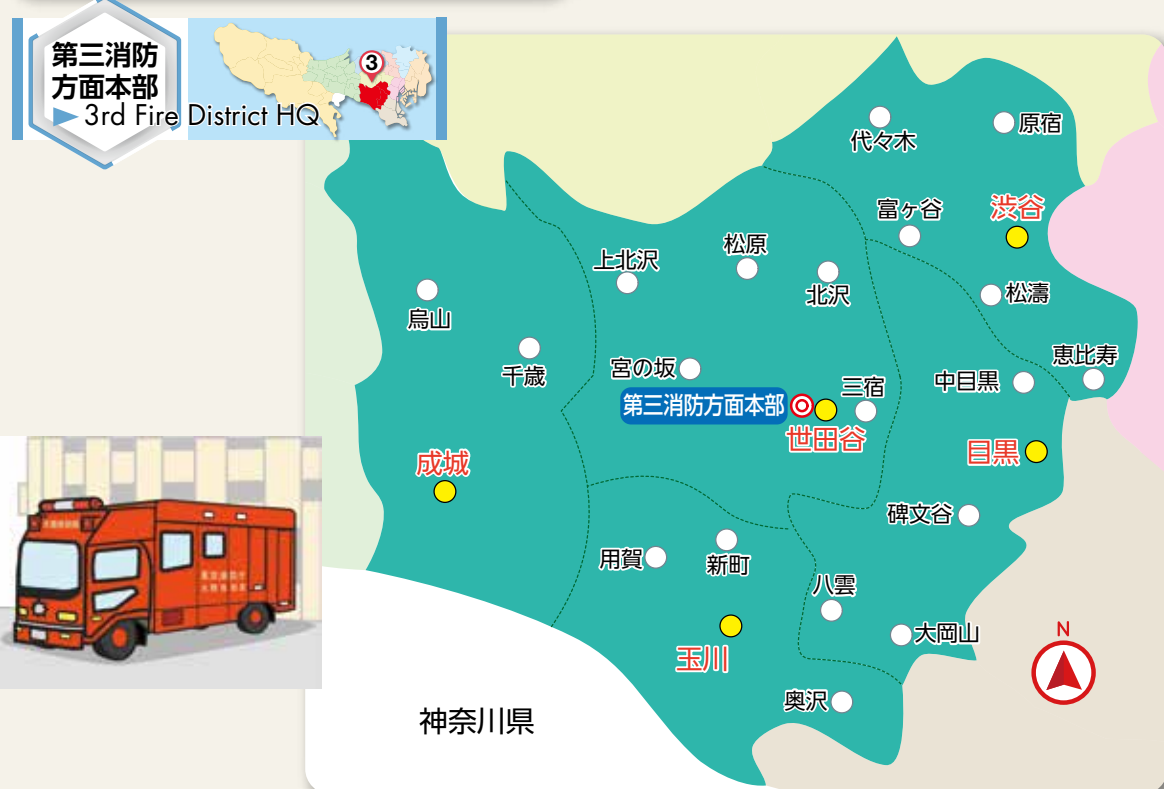 第三消防
方面本部
3rd Fire District HQ
3
代々木
原宿
富ヶ谷
渋谷
松原
上北沢
北沢
松濤
烏山
千歳
宮の坂
三宿
中目黒
恵比寿
第三消防方面本部
世田谷
目黒
成城
碑文谷
用賀
新町
八雲
大岡山
玉川
奥沢
神奈川県
N